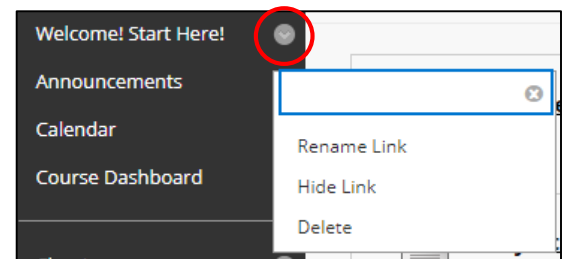 Welcome! Start Here!
Announcements
Calendar
Course Dashboard
Rename Link
Hide Link
Delete